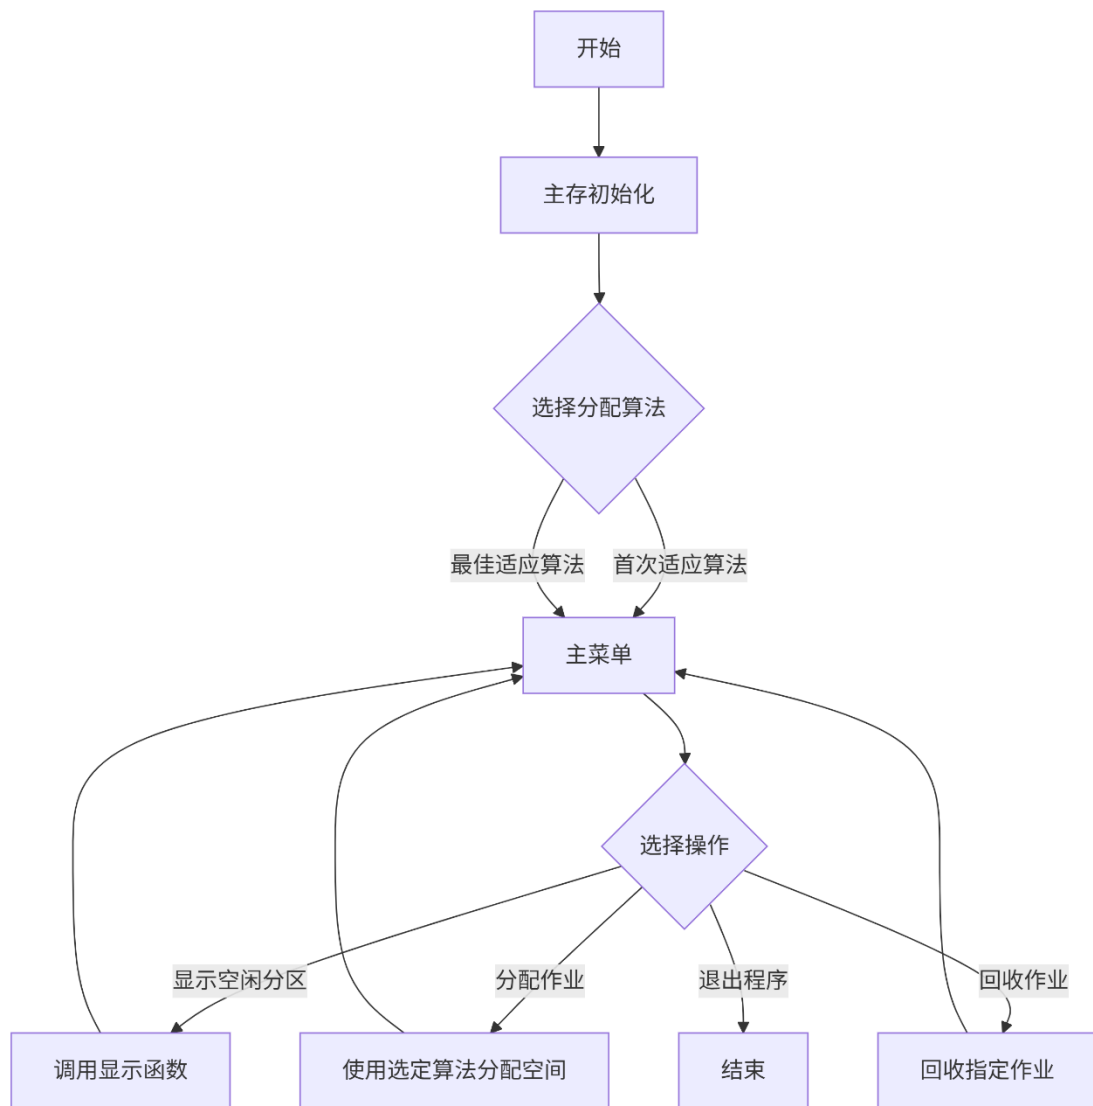 开始
主存初始化
选择分配算法
最佳适应算法
首次适应算法
主菜单
选择操作
显示空闲分区
分配作业
退出程序
回收作业
调用显示函数
使用选定算法分配空间
结束
回收指定作业